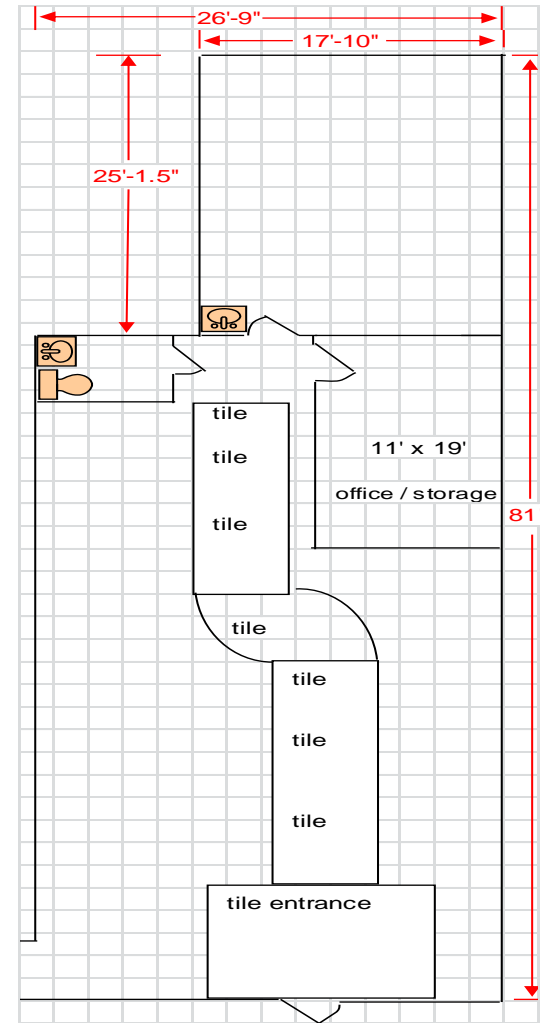 26'-9"
17'-10"
25'-1.5"
tile
tile
11' x 19'
office / storage
tile
81
tile
tile
tile
tile
tile entrance